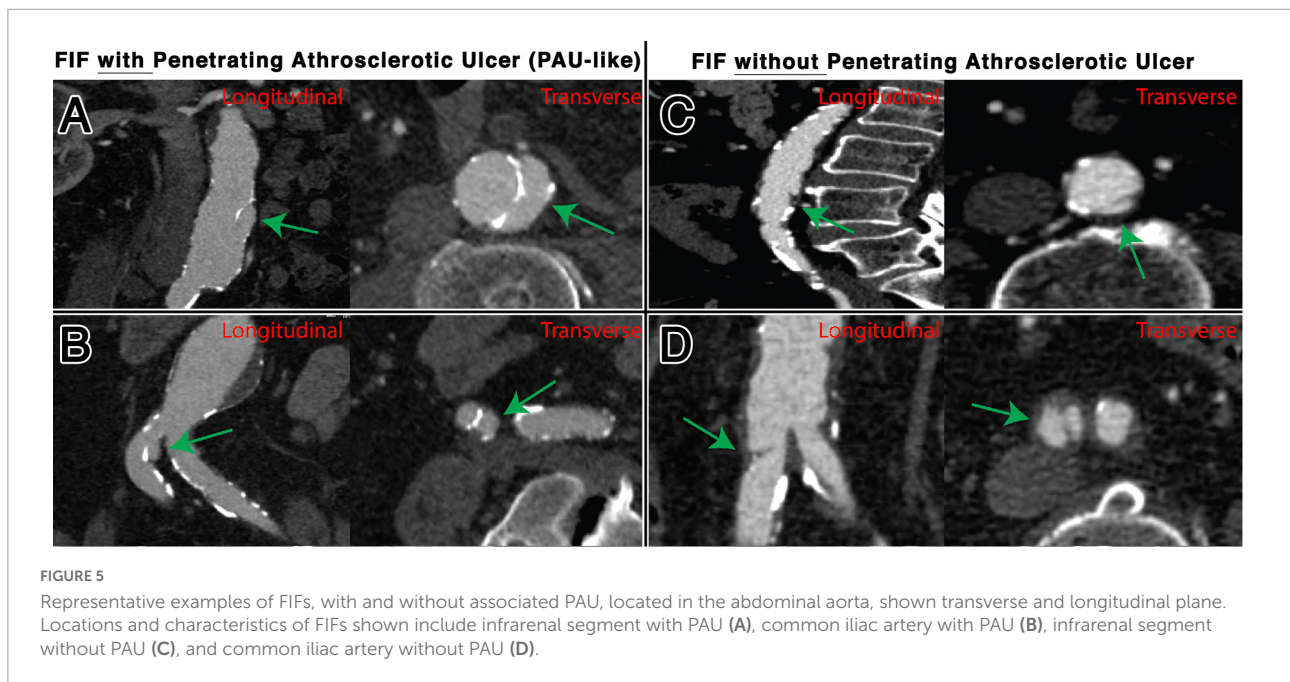 FIF with Penetrating Athrosclerotic Ulcer (PAU-like)
FIF without Penetrating Athrosclerotic Ulcer
A
Longitudinal
Transverse
C
Longitudinal
Transverse
B
Longitudinal
Transverse
D
Longitudinal
Transverse
FIGURE 5
Representative examples of FIFs, with and without associated PAU, located in the abdominal aorta, shown transverse and longitudinal plane.
Locations and characteristics of FIFs shown include infrarenal segment with PAU (A), common iliac artery with PAU (B), infrarenal segment
without PAU (C), and common iliac artery without PAU (D).